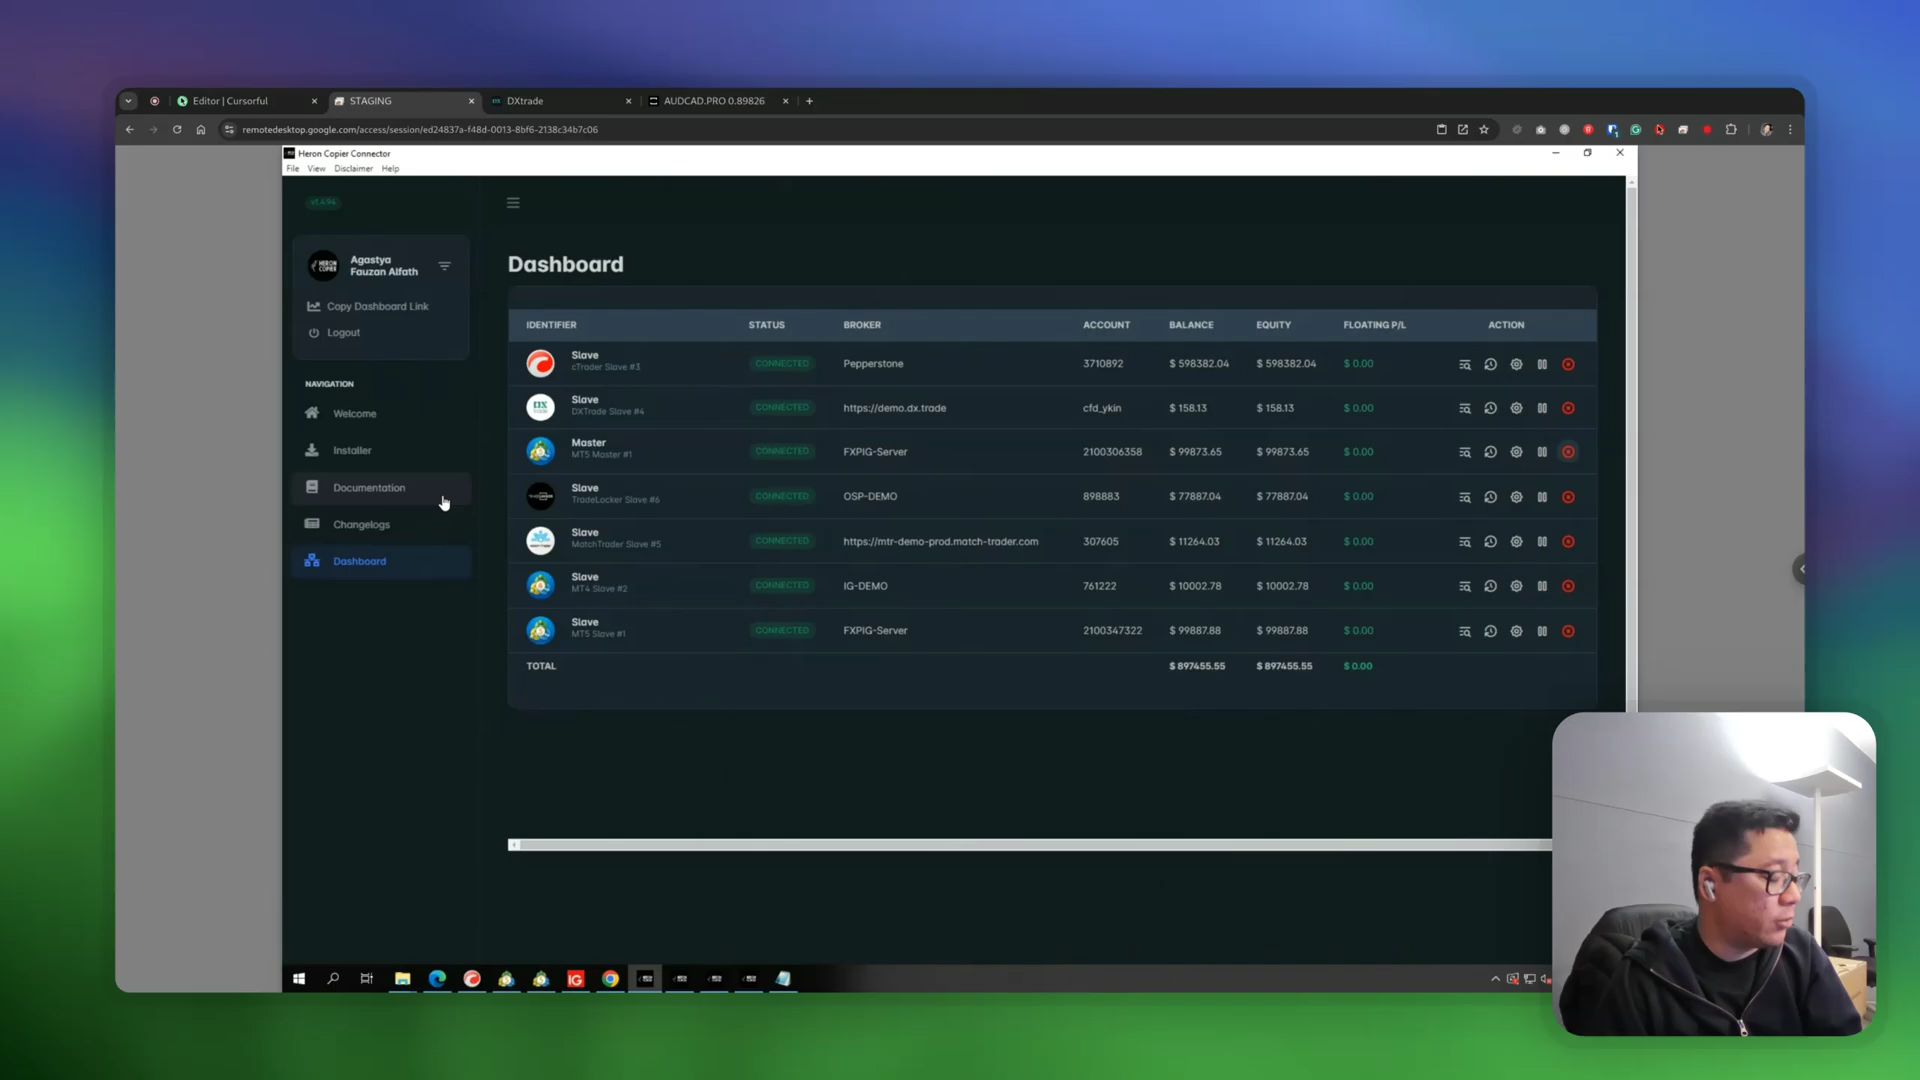 Editor | Cursorful
STAGING
DXtrade
AUDCAD.PRO 0.89826
remotedesktop.google.com/access/session/ed24837a-f48d-0013-8bf6-2138c34b7c06
Heron Copier Connector
File View Disclaimer Help
v1.4.94
HERON COPIER
Agastya
Fauzan Alfath
Copy Dashboard Link
Logout
NAVIGATION
Welcome
Installer
Documentation
Changelogs
Dashboard
Dashboard
IDENTIFIER STATUS BROKER ACCOUNT BALANCE EQUITY FLOATING P/L ACTION
Slave
cTrader Slave #3 CONNECTED Pepperstone 3710892 $ 598382.04 $ 598382.04 $ 0.00
Slave
DXTrade Slave #4 CONNECTED https://demo.dx.trade cfd_ykin $ 158.13 $ 158.13 $ 0.00
Master
MT5 Master #1 CONNECTED FXPIG-Server 2100306358 $ 99873.65 $ 99873.65 $ 0.00
Slave
TradeLocker Slave #6 CONNECTED OSP-DEMO 898883 $ 77887.04 $ 77887.04 $ 0.00
Slave
MatchTrader Slave #5 CONNECTED https://mtr-demo-prod.match-trader.com 307605 $ 11264.03 $ 11264.03 $ 0.00
Slave
MT4 Slave #2 CONNECTED IG-DEMO 761222 $ 10002.78 $ 10002.78 $ 0.00
Slave
MT5 Slave #1 CONNECTED FXPIG-Server 2100347322 $ 99887.88 $ 99887.88 $ 0.00
TOTAL $ 897455.55 $ 897455.55 $ 0.00
IG